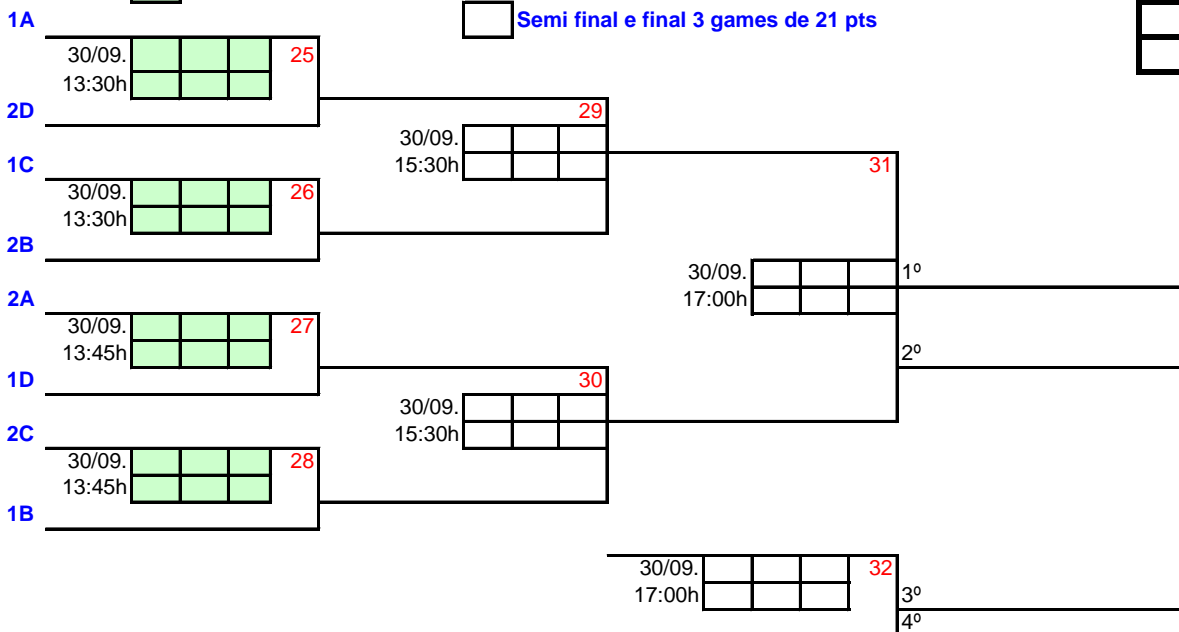 1A
Semi final e final 3 games de 21 pts
30/09.
25
13:30h
2D
29
30/09.
1C
15:30h
31
30/09.
26
13:30h
2B
30/09.
1º
2A
17:00h
30/09.
27
13:45h
2º
1D
30
30/09.
2C
15:30h
30/09.
28
13:45h
1B
30/09.
32
17:00h
3º
4º